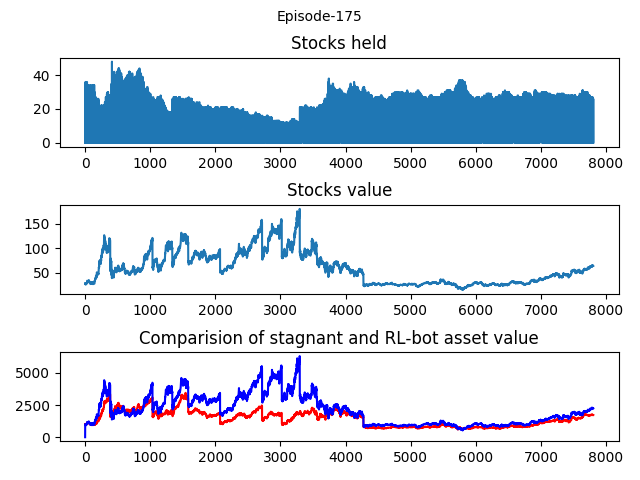 Episode-175
Stocks held
40
20
0
0 1000 2000 3000 4000 5000 6000 7000 8000
Stocks value
150
100
50
0 1000 2000 3000 4000 5000 6000 7000 8000
Comparision of stagnant and RL-bot asset value
5000
2500
0
0 1000 2000 3000 4000 5000 6000 7000 8000